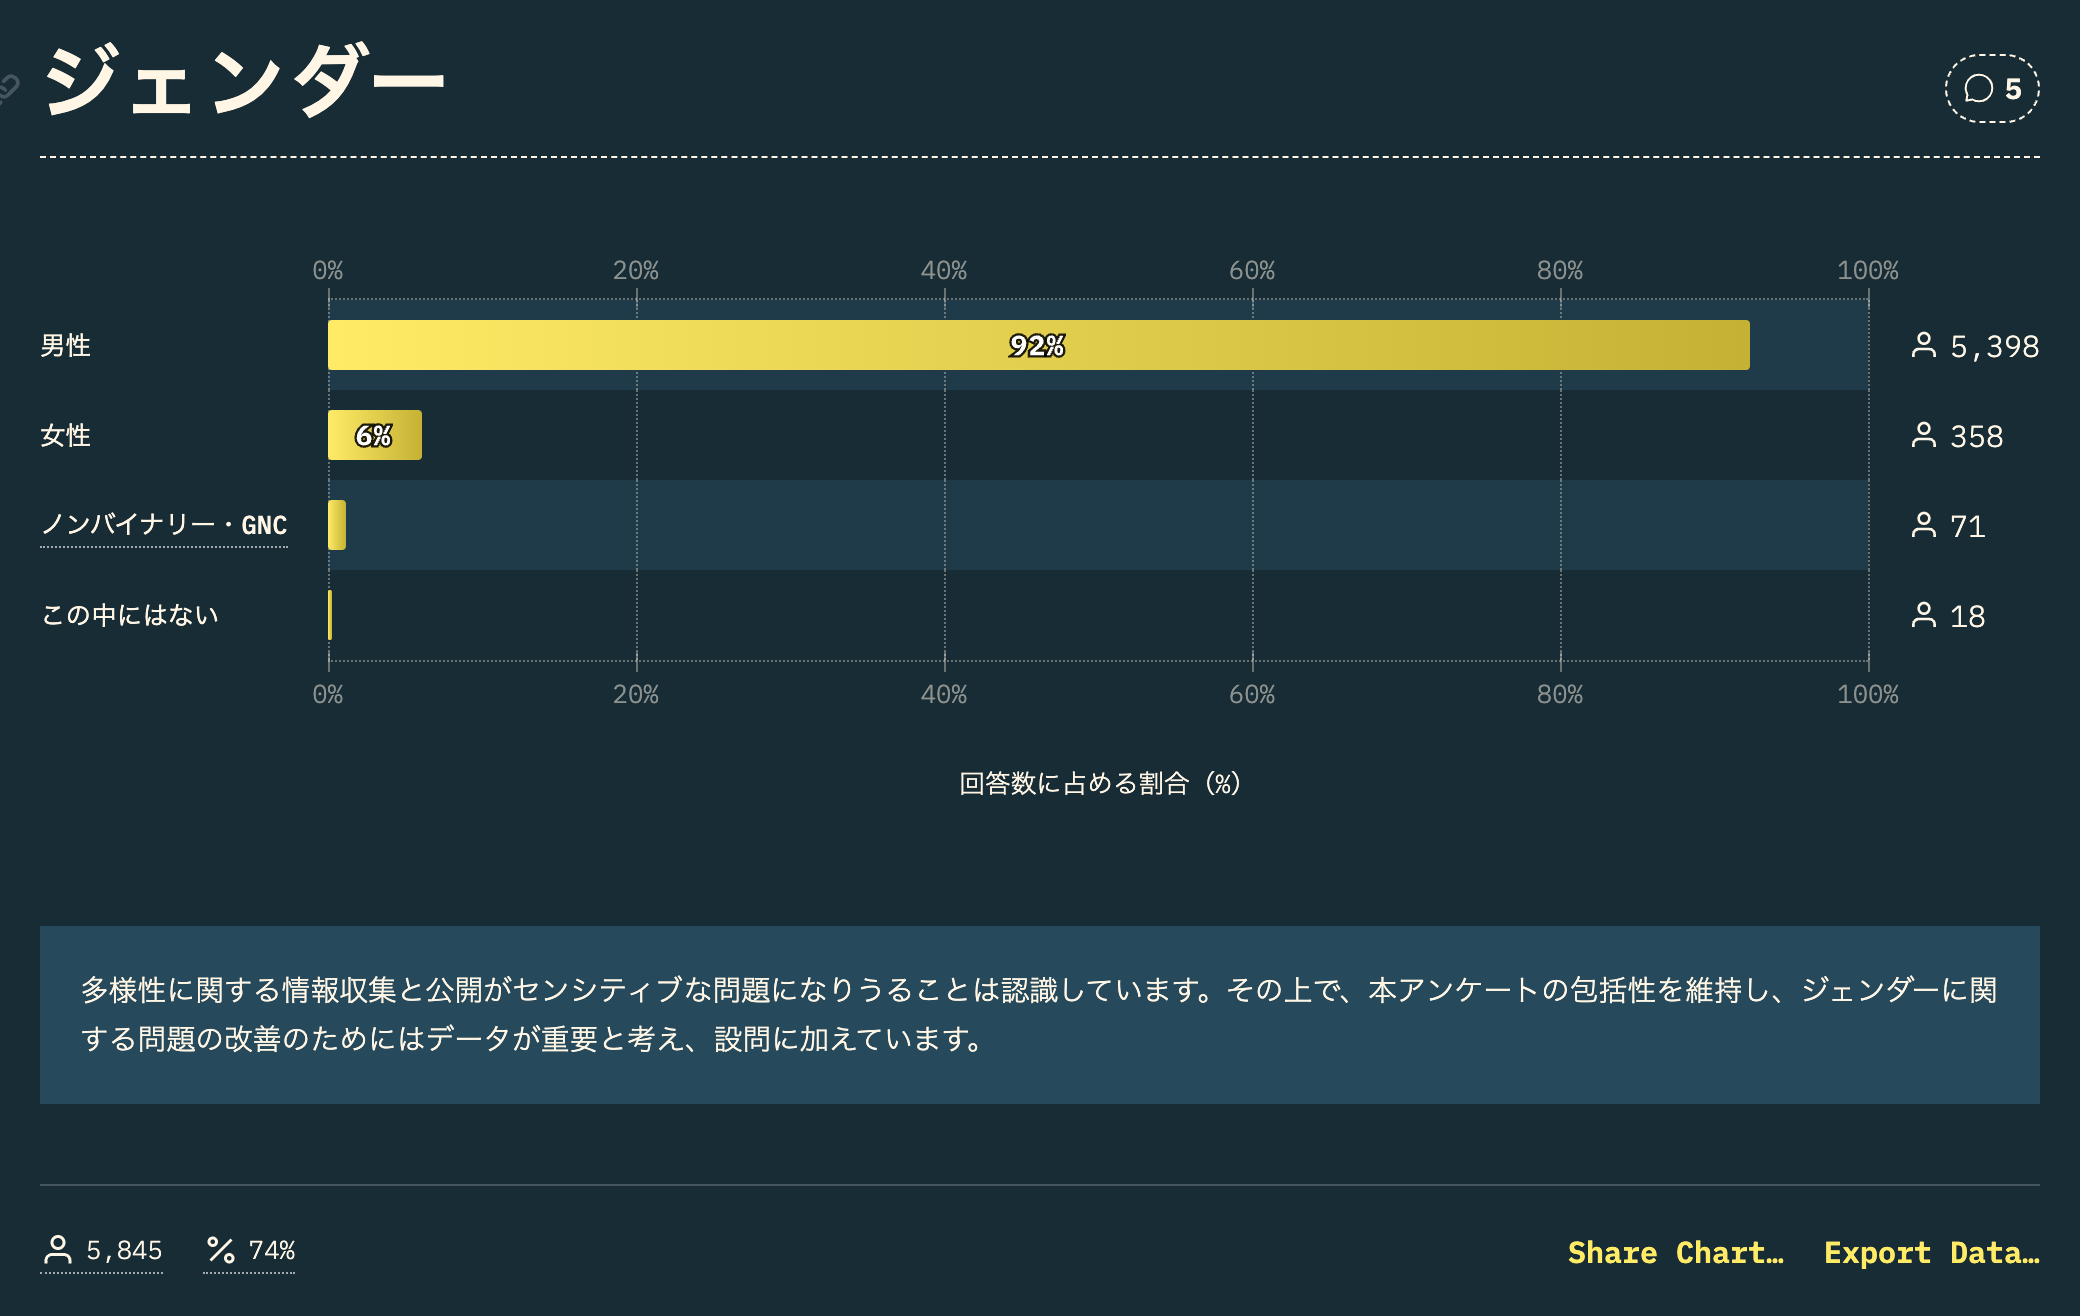 ジェンダー
5
0% 20% 40% 60% 80% 100%
男性 92% 5,398
女性 6% 358
ノンバイナリー・GNC 71
この中にはない 18
0% 20% 40% 60% 80% 100%
回答数に占める割合（%）
多様性に関する情報収集と公開がセンシティブな問題になりうることは認識しています。その上で、本アンケートの包括性を維持し、ジェンダーに関
する問題の改善のためにはデータが重要と考え、設問に加えています。
5,845 74% Share Chart… Export Data…